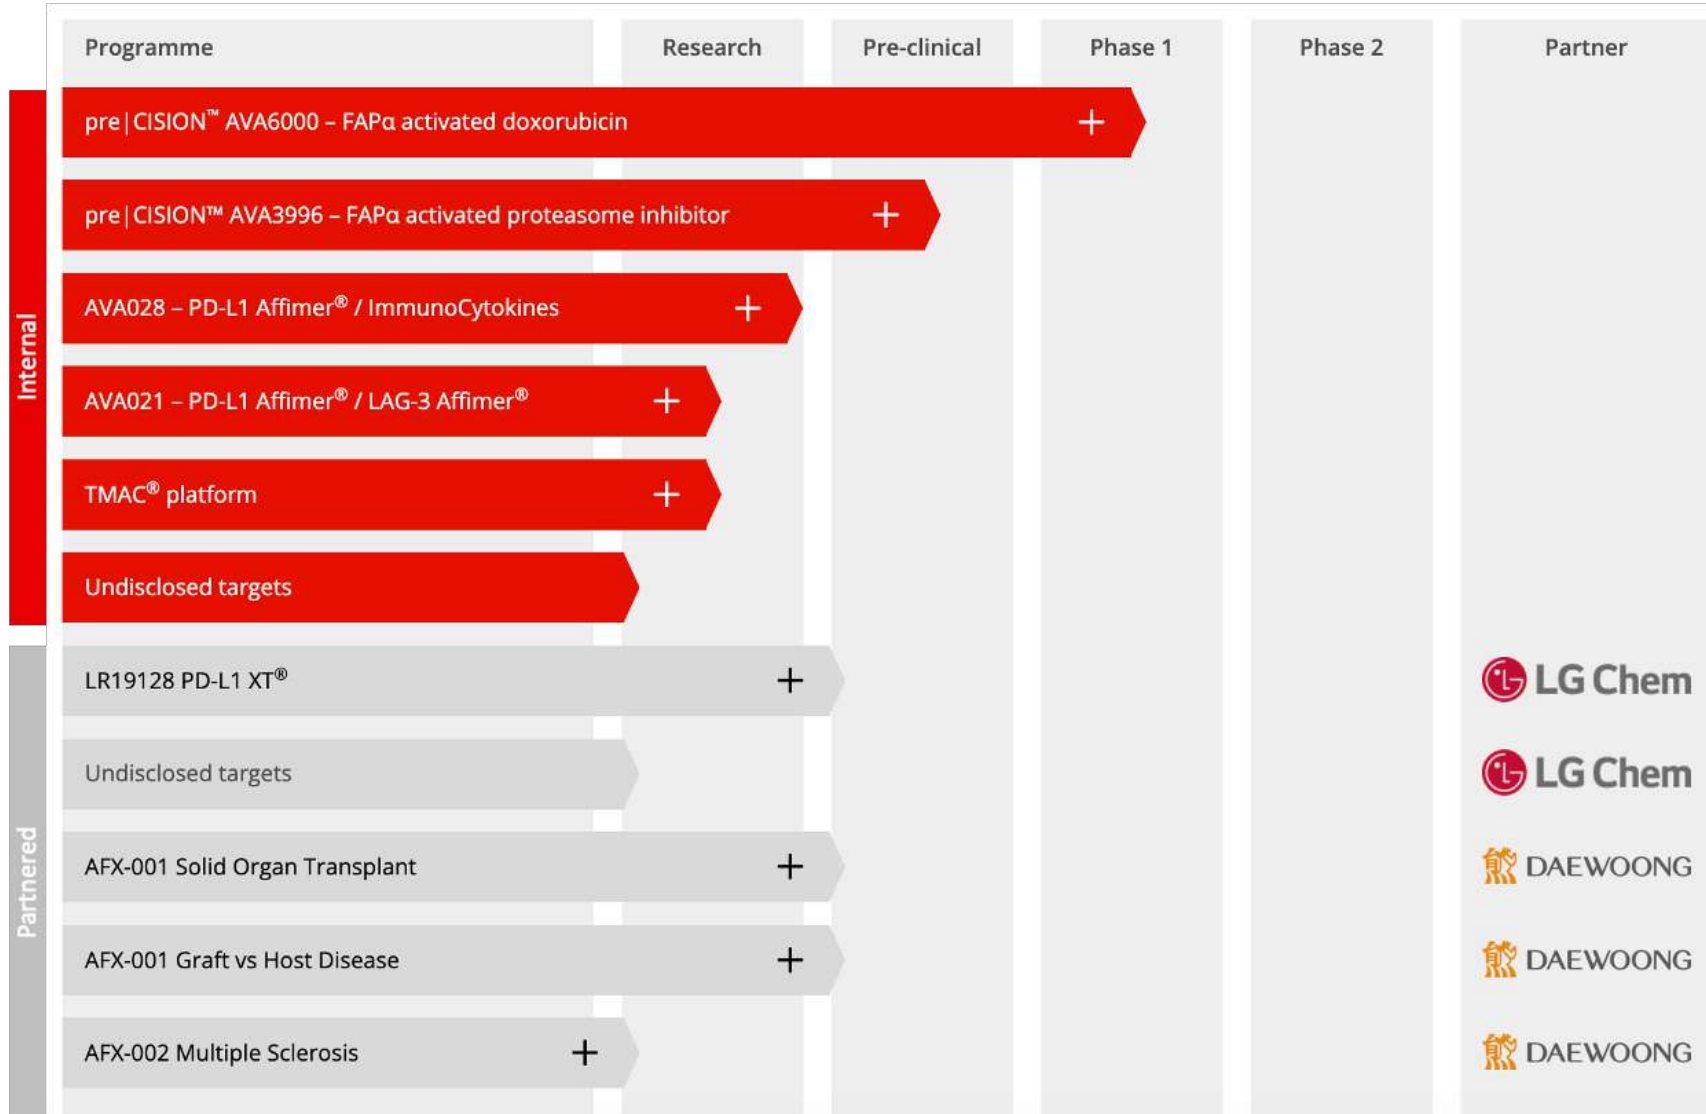 Programme Research Pre-clinical Phase 1 Phase 2 Partner
Internal
pre|CISION™ AVA6000 – FAPα activated doxorubicin +
pre|CISION™ AVA3996 – FAPα activated proteasome inhibitor +
AVA028 – PD-L1 Affimer® / ImmunoCytokines +
AVA021 – PD-L1 Affimer® / LAG-3 Affimer® +
TMAC® platform +
Undisclosed targets
Partnered
LR19128 PD-L1 XT® + LG Chem
Undisclosed targets LG Chem
AFX-001 Solid Organ Transplant + DAEWOONG
AFX-001 Graft vs Host Disease + DAEWOONG
AFX-002 Multiple Sclerosis + DAEWOONG